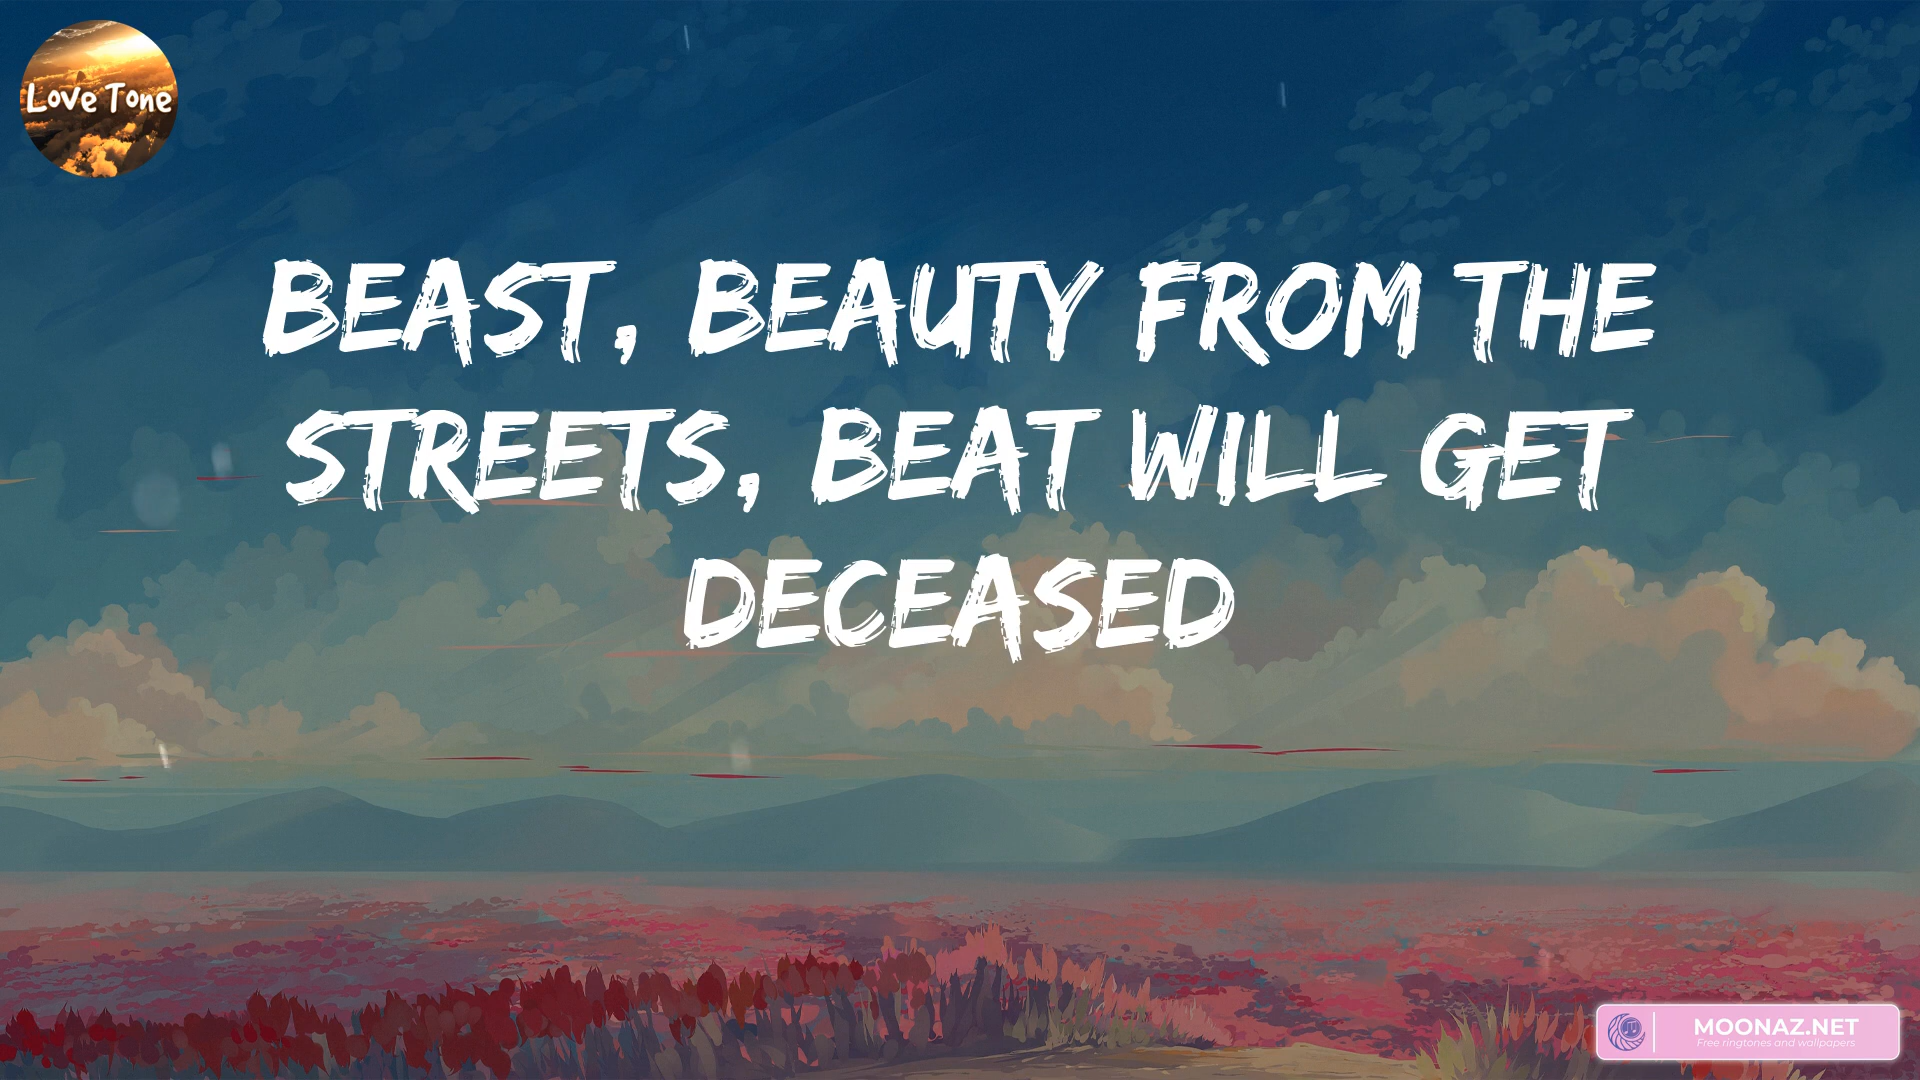 Love Tone
BEAST, BEAUTY FROM THE
STREETS, BEAT WILL GET
DECEASED
MOONAZ.NET
Free ringtones and wallpapers